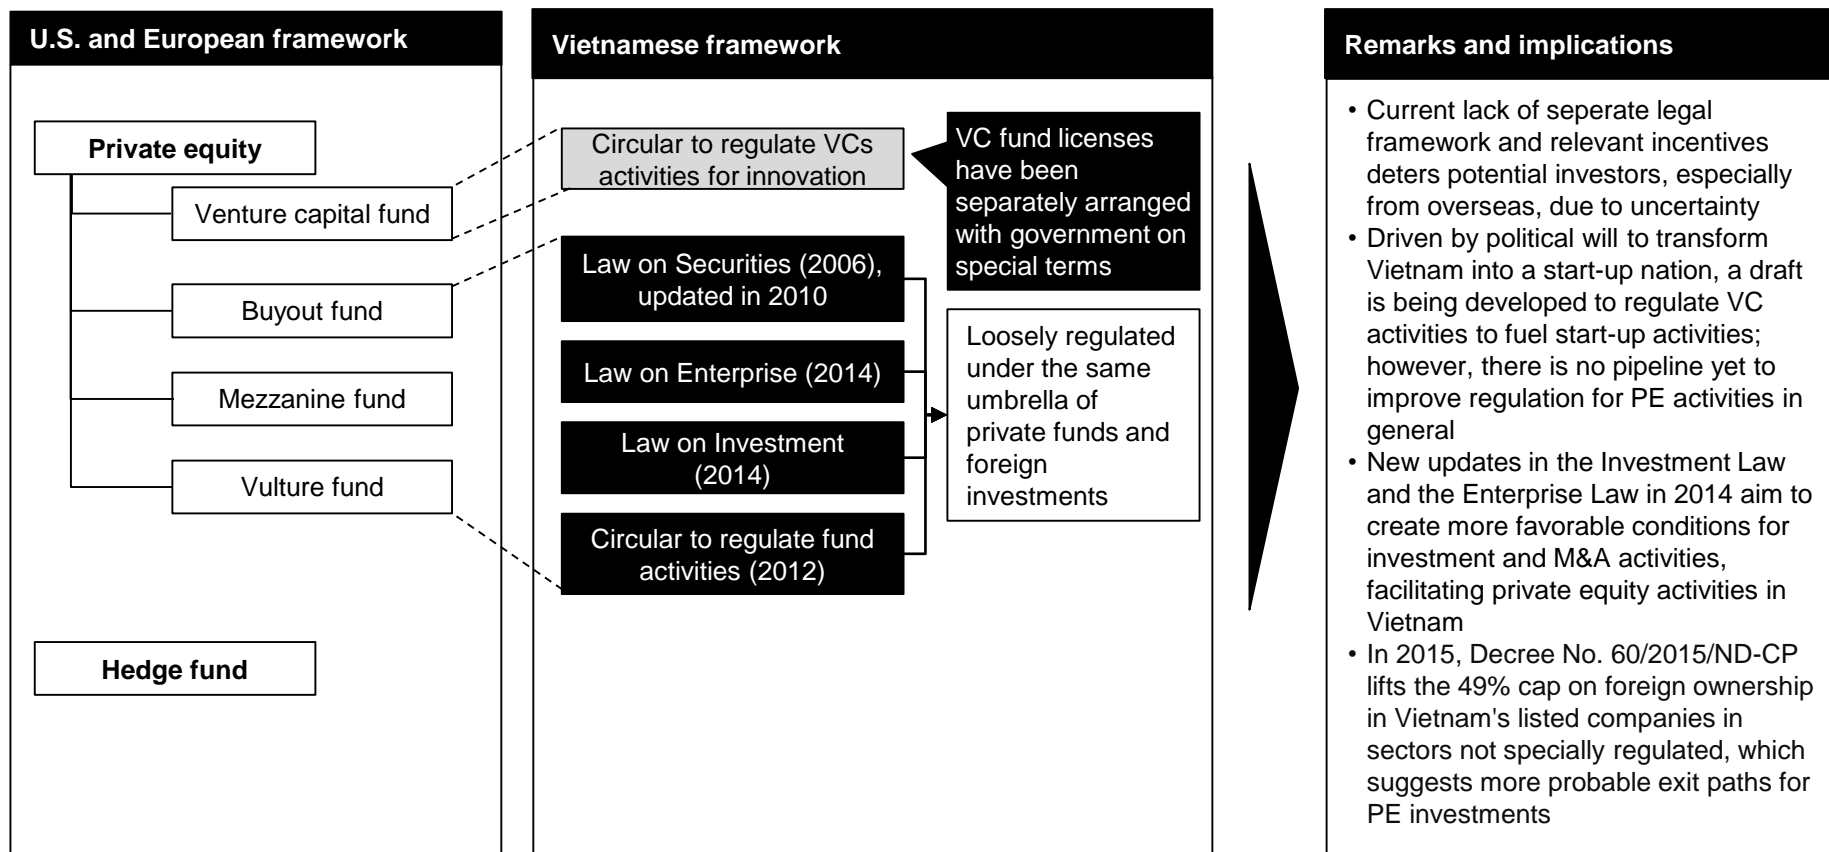 U.S. and European framework
Private equity
Venture capital fund
Buyout fund
Mezzanine fund
Vulture fund
Hedge fund
Vietnamese framework
Circular to regulate VCs
activities for innovation
VC fund licenses
have been
separately arranged
with government on
special terms
Law on Securities (2006),
updated in 2010
Law on Enterprise (2014)
Law on Investment
(2014)
Circular to regulate fund
activities (2012)
Loosely regulated
under the same
umbrella of
private funds and
foreign
investments
Remarks and implications
• Current lack of seperate legal
framework and relevant incentives
deters potential investors, especially
from overseas, due to uncertainty
• Driven by political will to transform
Vietnam into a start-up nation, a draft
is being developed to regulate VC
activities to fuel start-up activities;
however, there is no pipeline yet to
improve regulation for PE activities in
general
• New updates in the Investment Law
and the Enterprise Law in 2014 aim to
create more favorable conditions for
investment and M&A activities,
facilitating private equity activities in
Vietnam
• In 2015, Decree No. 60/2015/ND-CP
lifts the 49% cap on foreign ownership
in Vietnam's listed companies in
sectors not specially regulated, which
suggests more probable exit paths for
PE investments